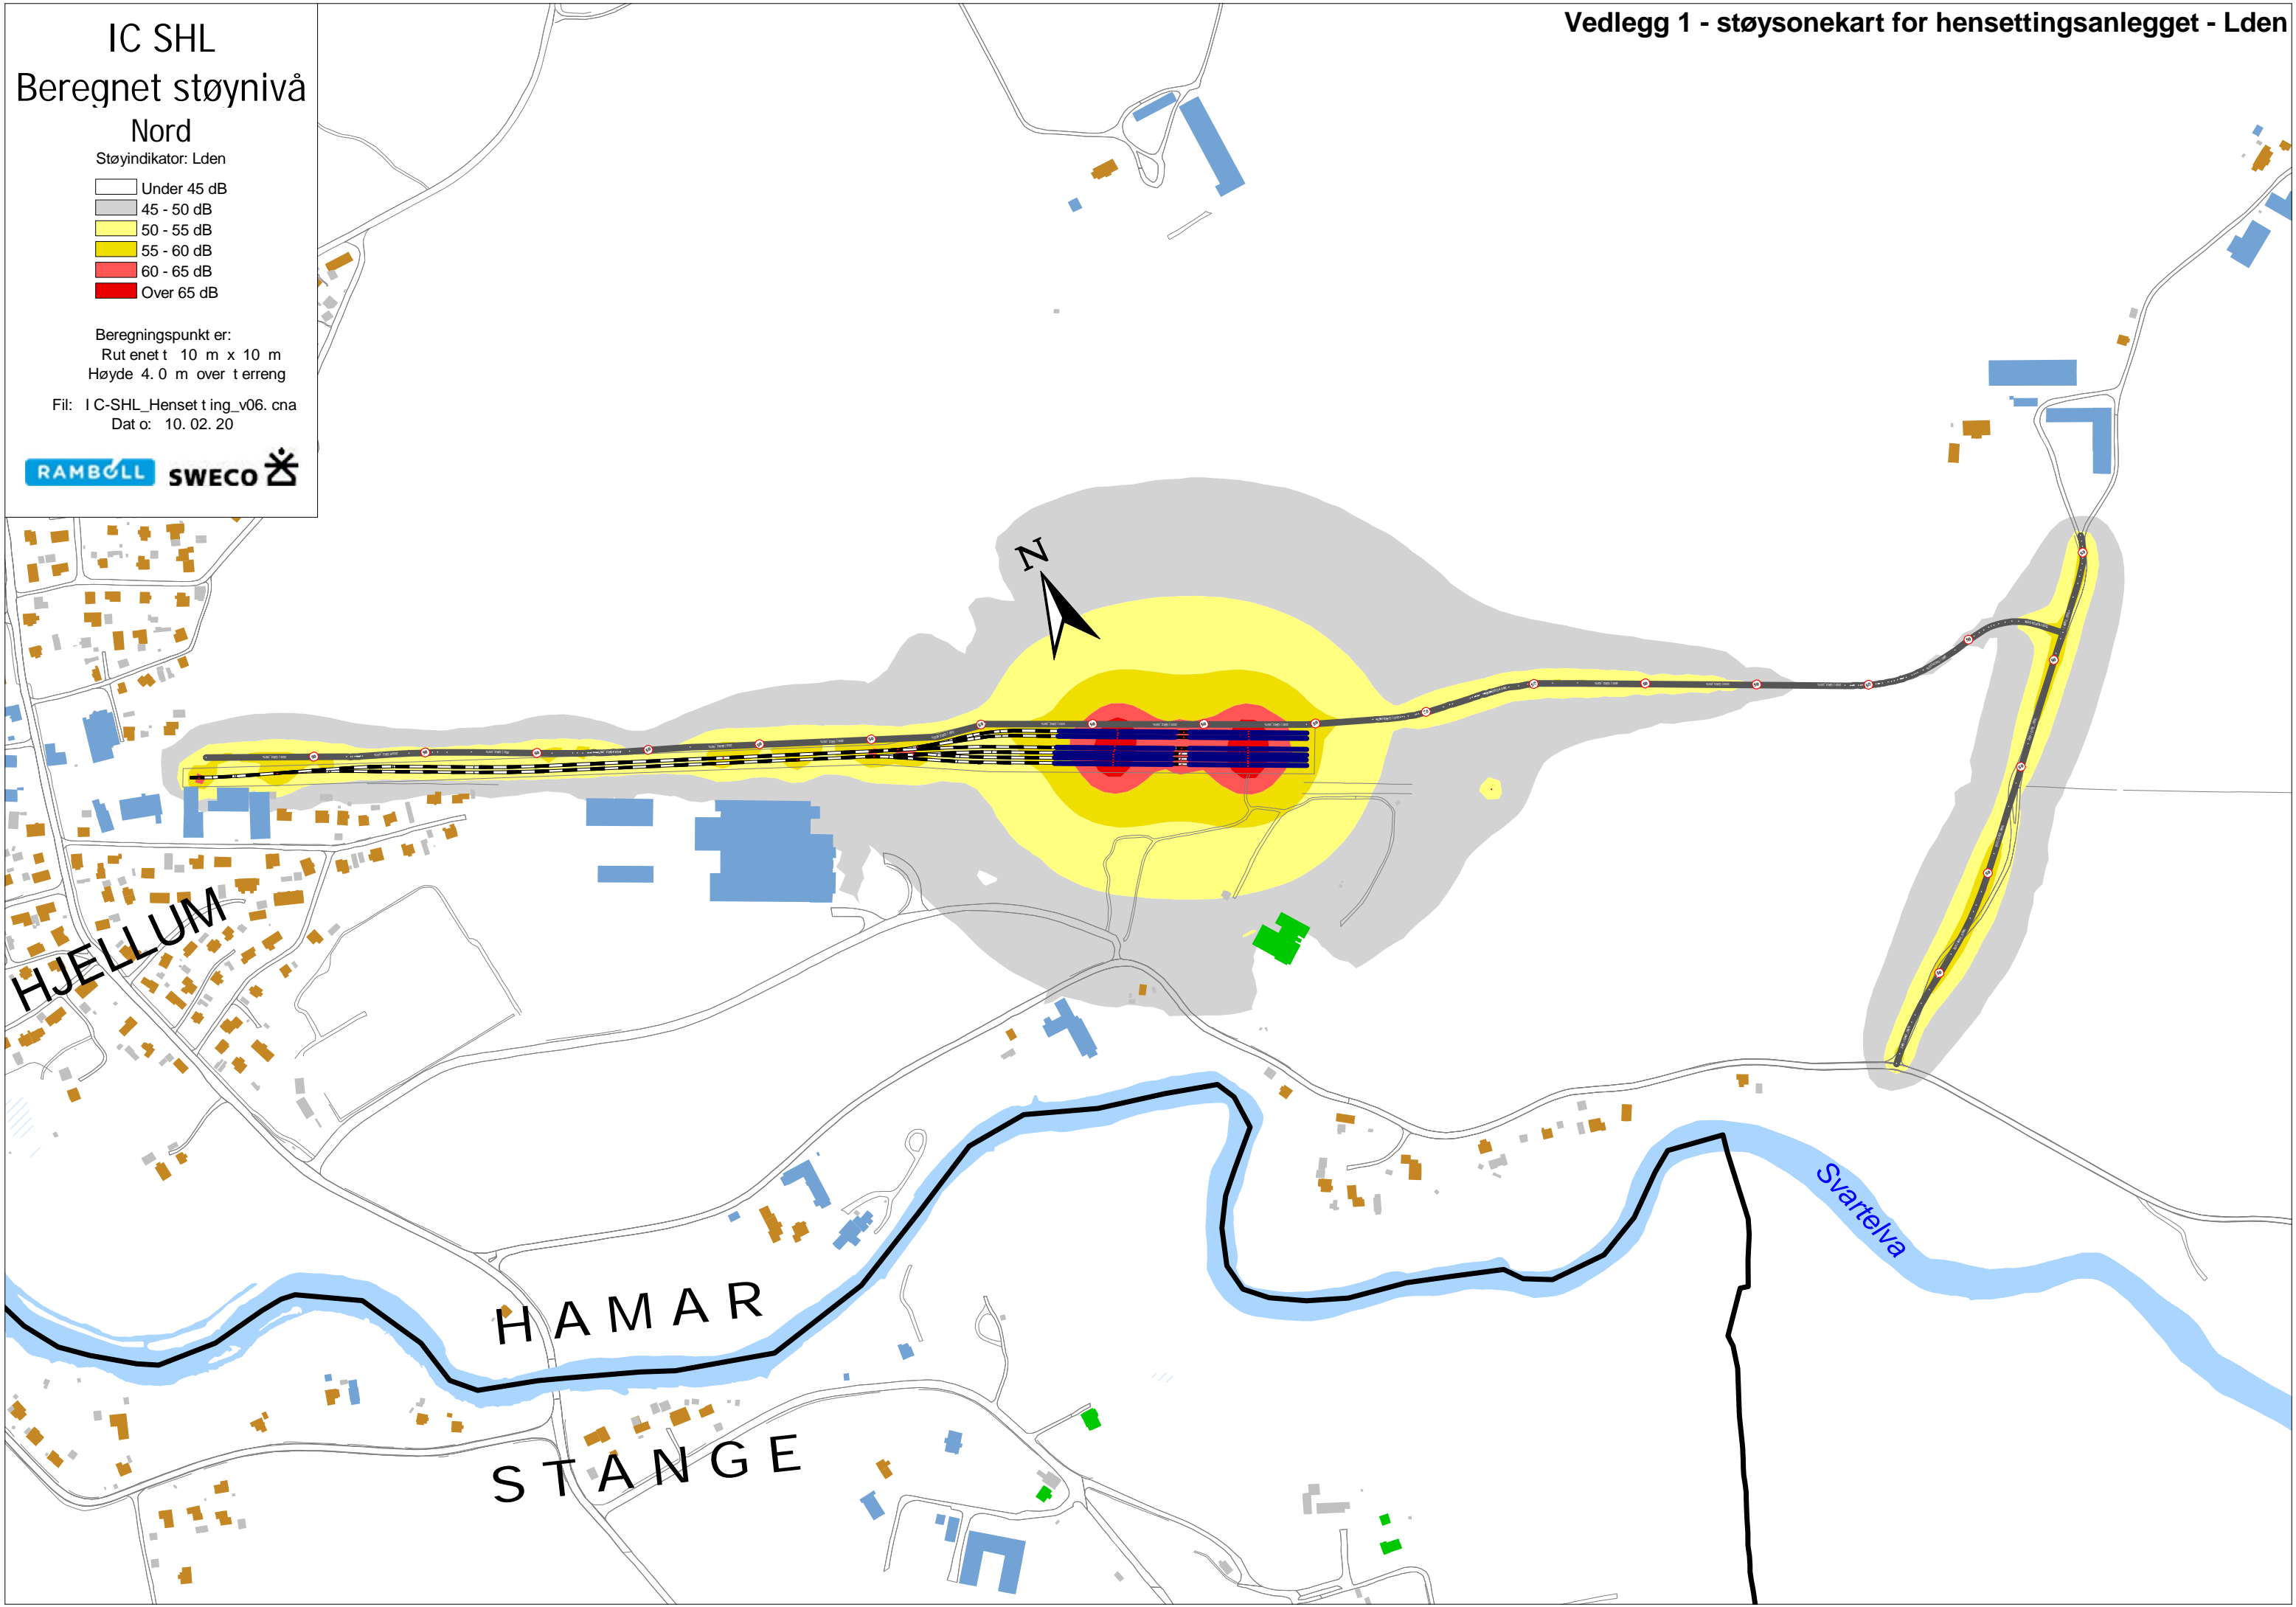 Vedlegg 1 - støysonekart for hensettingsanlegget - Lden
IC SHL
Beregnet støynivå
Nord
Støyindikator: Lden
Under 45 dB
45 - 50 dB
50 - 55 dB
55 - 60 dB
60 - 65 dB
Over 65 dB
Beregningspunkt er:
Rut enet t 10 m x 10 m
Høyde 4. 0 m over t erreng
Fil: I C-SHL_Henset t ing_v06. cna
Dat o: 10. 02. 20
RAMBOLL SWECO
N
HJELLUM
Svartelva
HAMAR
STANGE